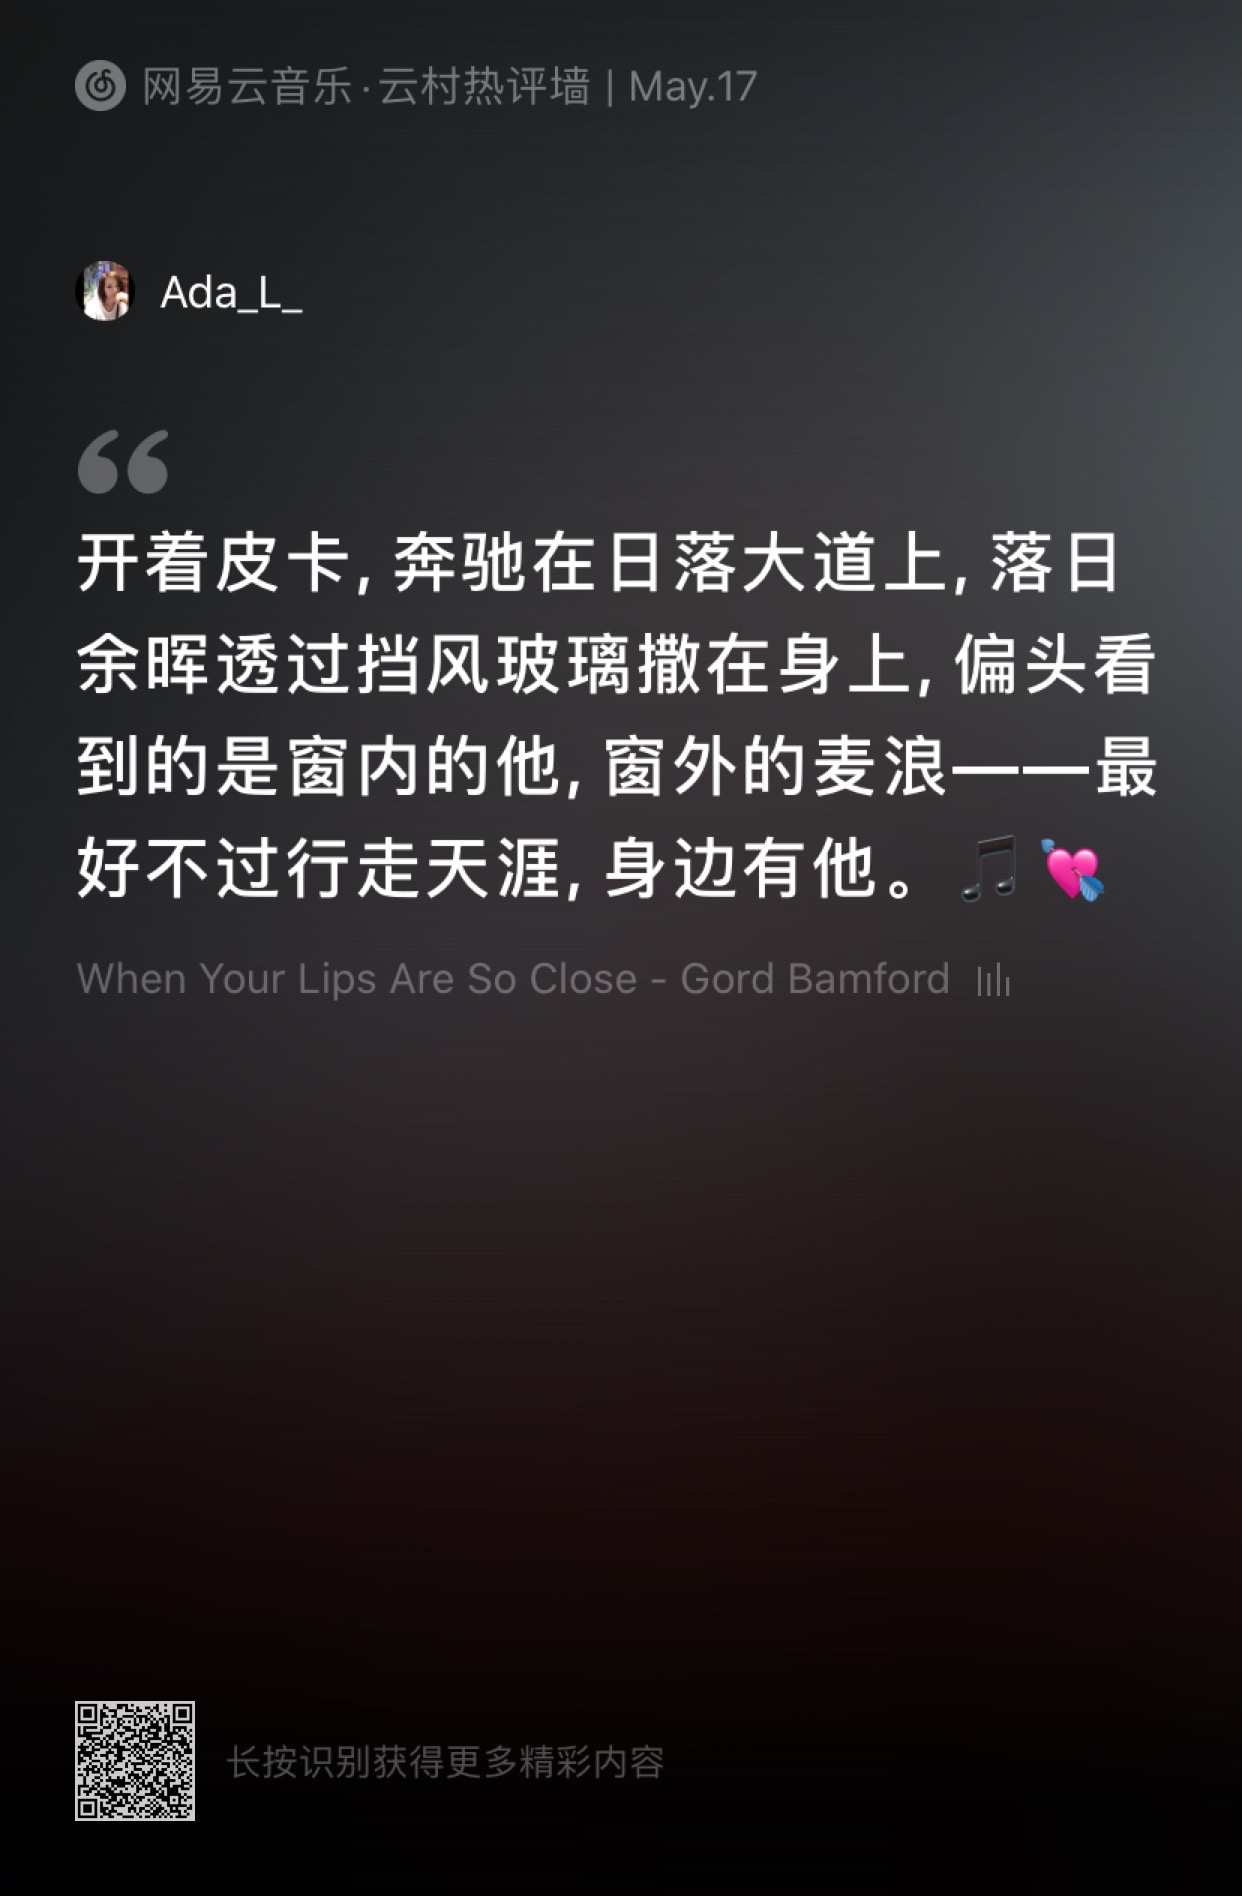 网易云音乐·云村热评墙 | May.17
Ada_L_
“
开着皮卡, 奔驰在日落大道上, 落日
余晖透过挡风玻璃撒在身上, 偏头看
到的是窗内的他, 窗外的麦浪——最
好不过行走天涯, 身边有他。🎵💘
When Your Lips Are So Close - Gord Bamford
长按识别获得更多精彩内容